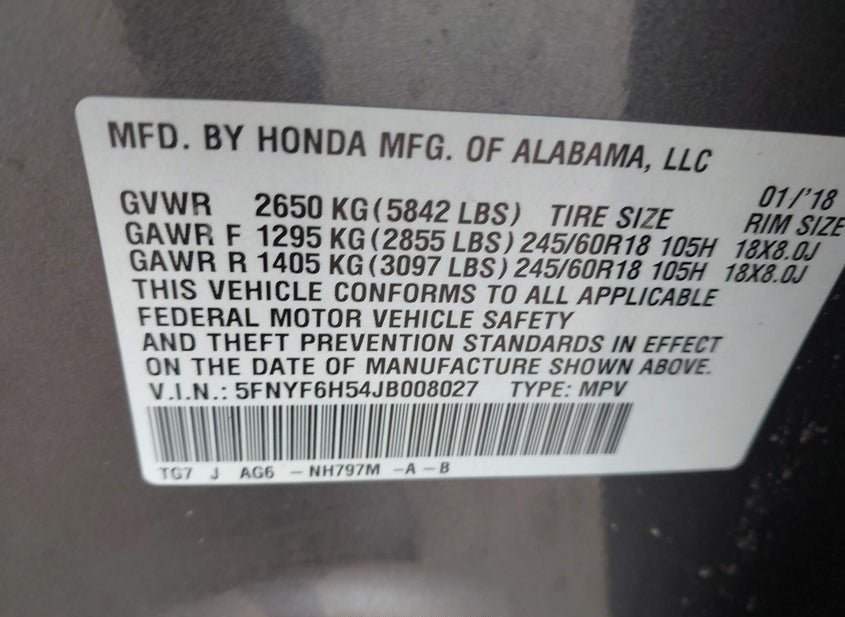 MFD. BY HONDA MFG. OF ALABAMA, LLC
01/'18
GVWR 2650 KG (5842 LBS) TIRE SIZE RIM SIZE
GAWR F 1295 KG (2855 LBS) 245/60R18 105H 18X8.0J
GAWR R 1405 KG (3097 LBS) 245/60R18 105H 18X8.0J
THIS VEHICLE CONFORMS TO ALL APPLICABLE
FEDERAL MOTOR VEHICLE SAFETY
AND THEFT PREVENTION STANDARDS IN EFFECT
ON THE DATE OF MANUFACTURE SHOWN ABOVE.
V.I.N.: 5FNYF6H54JB008027 TYPE: MPV
TG7 J AG6 - NH797M -A-B